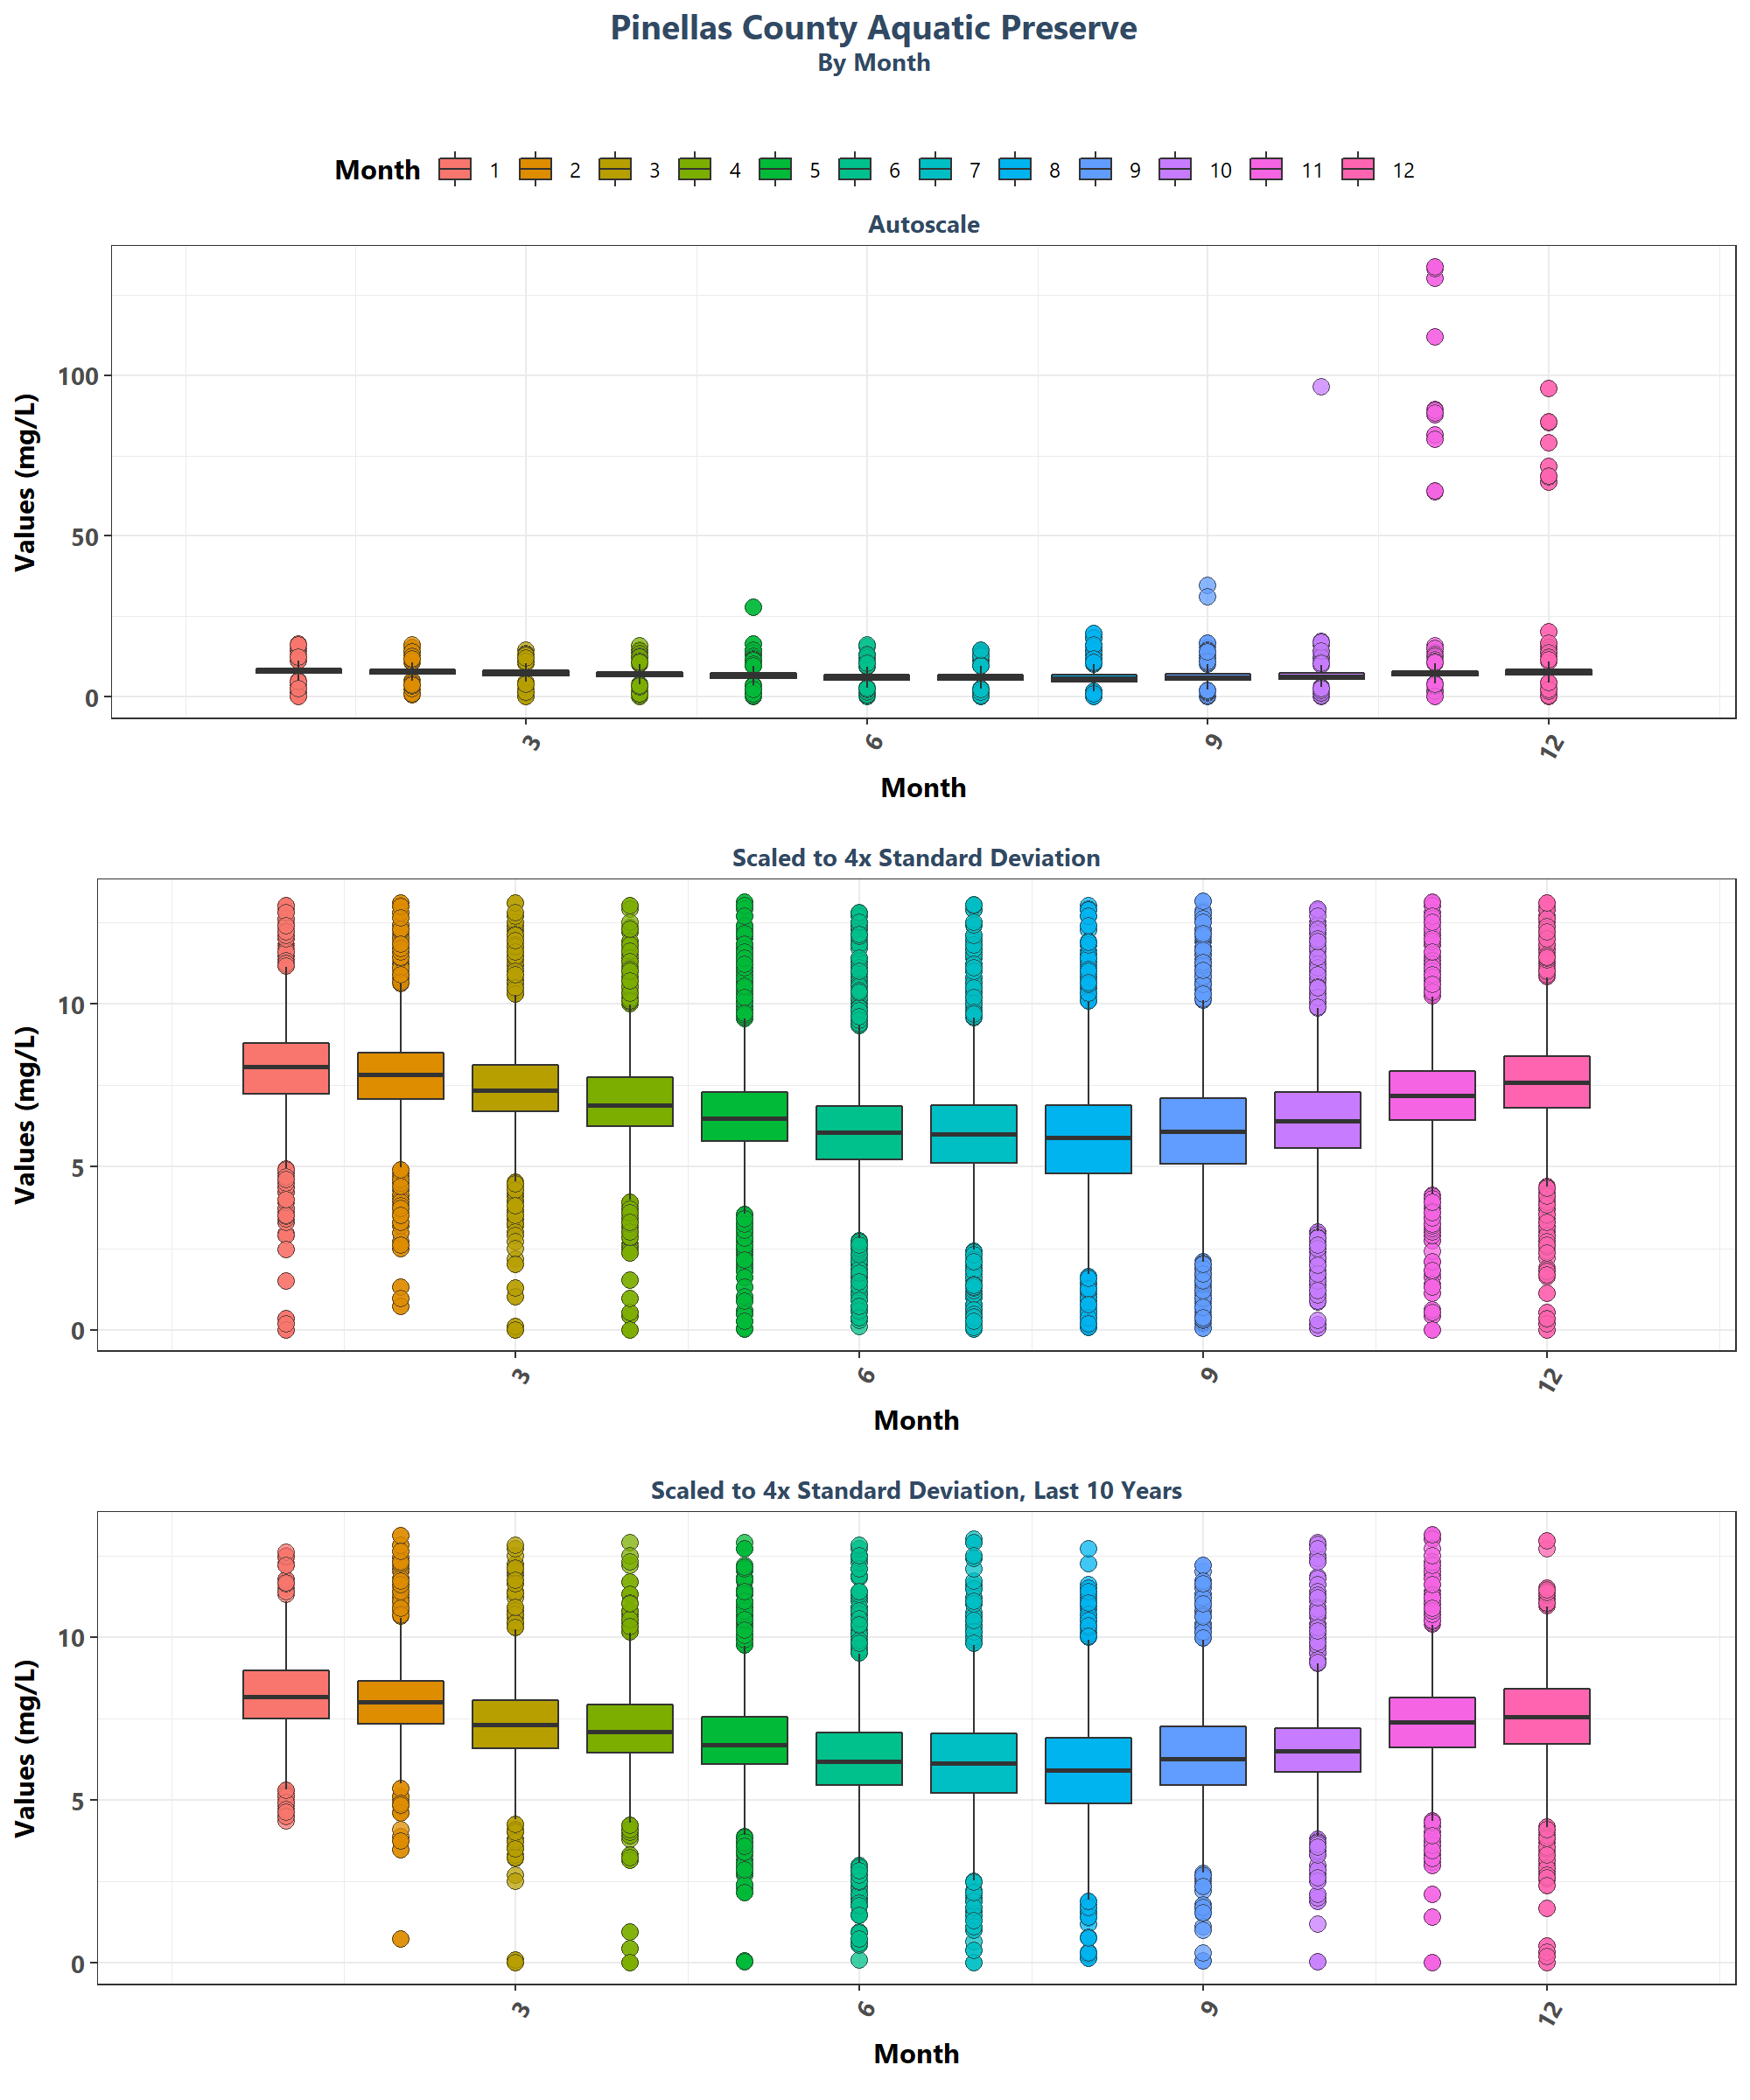 Pinellas County Aquatic Preserve
By Month
Month 1 2 3 4 5 6 7 8 9 10 11 12
Autoscale
Values (mg/L)
100
50
0
3 6 9 12
Month
Scaled to 4x Standard Deviation
Values (mg/L)
10
5
0
3 6 9 12
Month
Scaled to 4x Standard Deviation, Last 10 Years
Values (mg/L)
10
5
0
3 6 9 12
Month